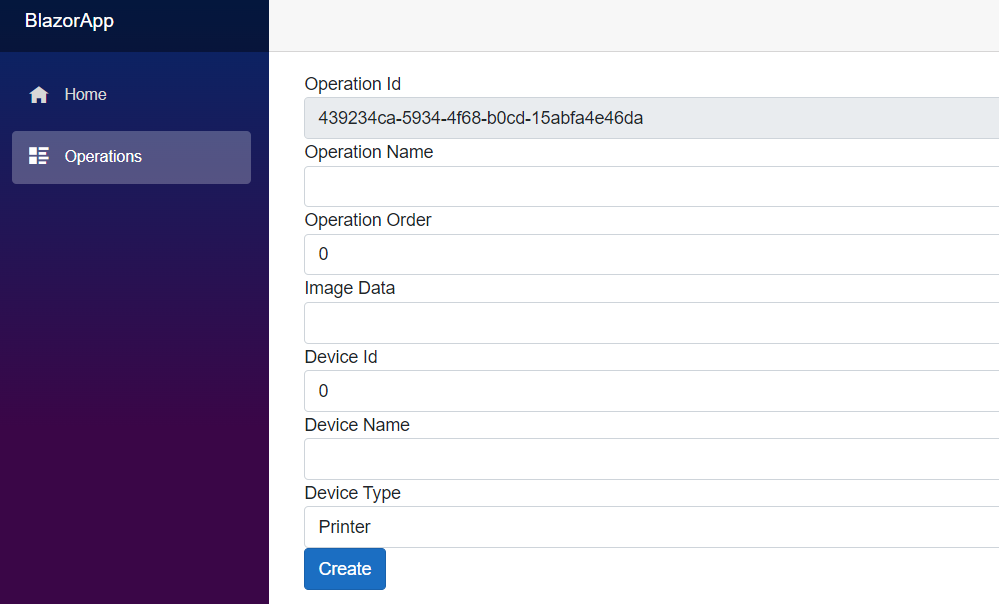 BlazorApp
Home
Operations
Operation Id
439234ca-5934-4f68-b0cd-15abfa4e46da
Operation Name
Operation Order
0
Image Data
Device Id
0
Device Name
Device Type
Printer
Create